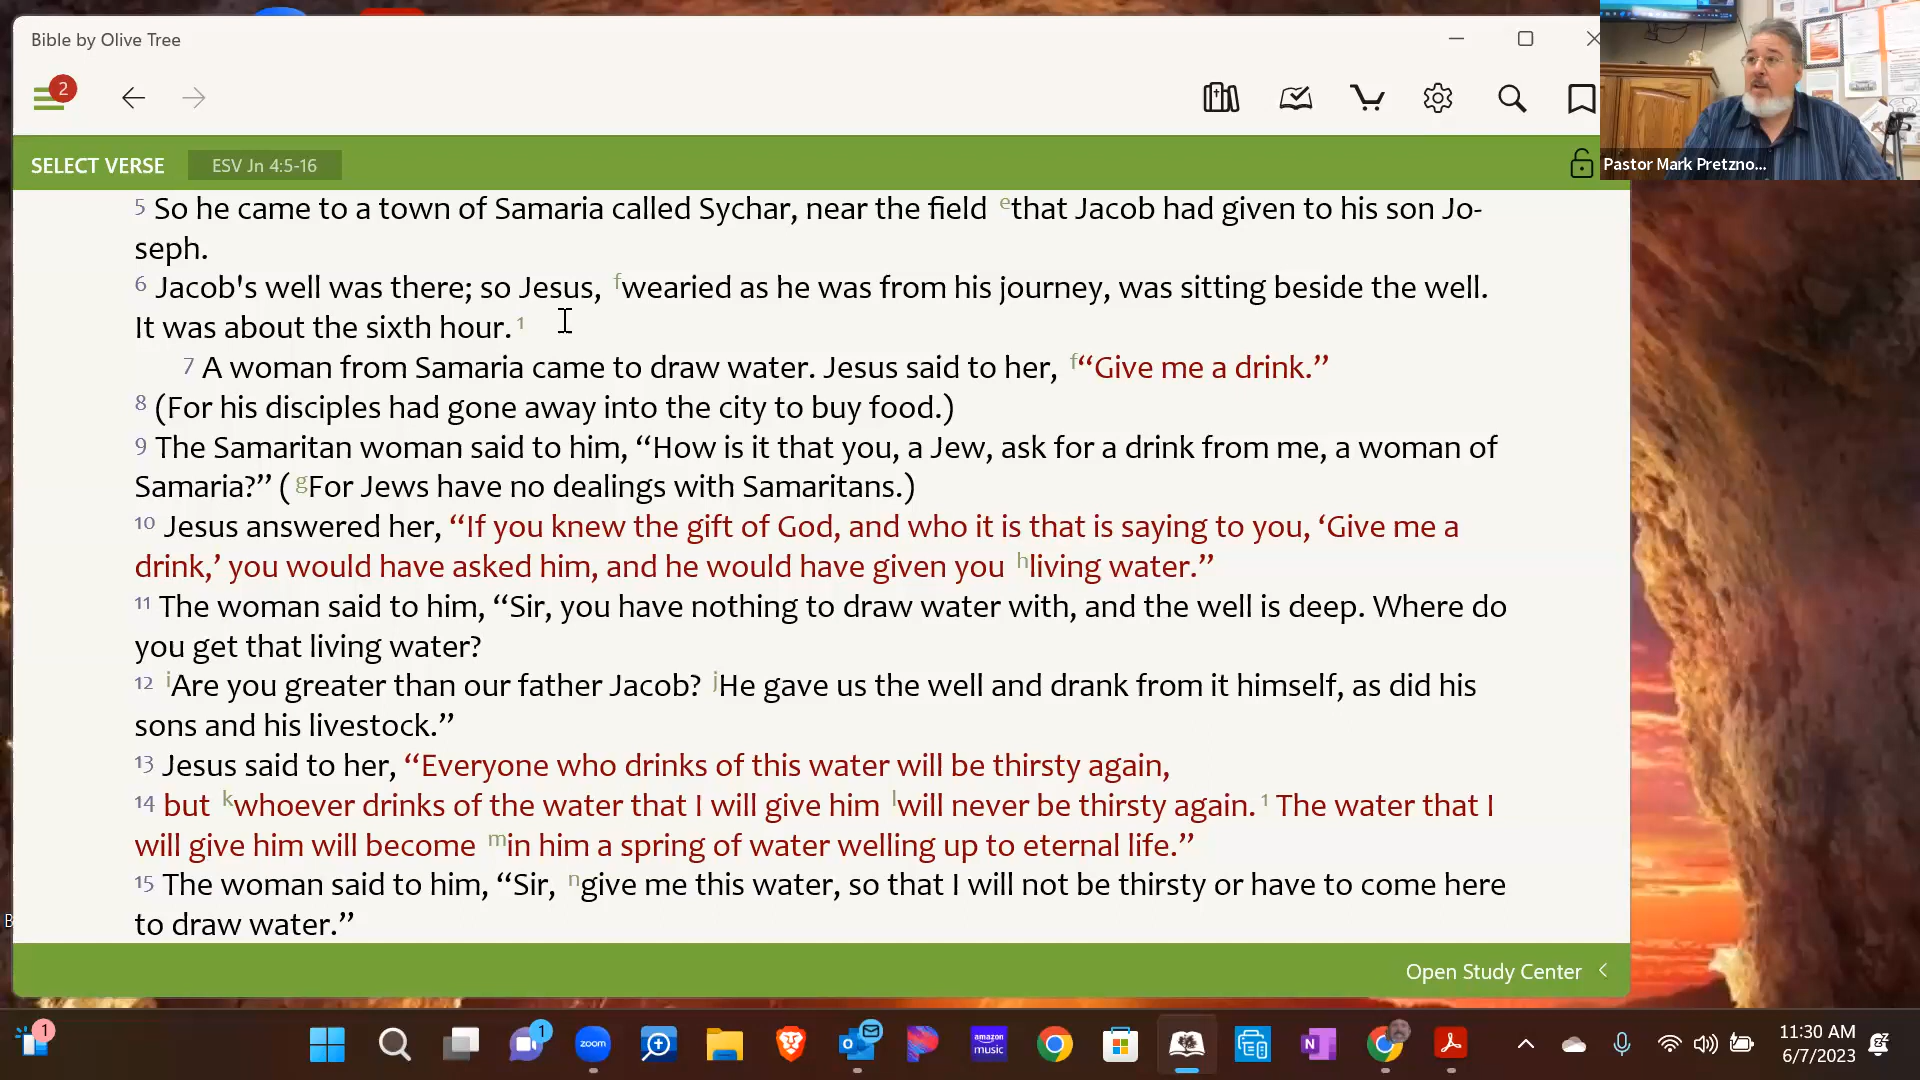 Bible by Olive Tree
2
Pastor Mark Pretzno...
SELECT VERSE ESV Jn 4:5-16
5 So he came to a town of Samaria called Sychar, near the field e that Jacob had given to his son Jo-
seph.
6 Jacob's well was there; so Jesus, f wearied as he was from his journey, was sitting beside the well.
It was about the sixth hour. 1
7 A woman from Samaria came to draw water. Jesus said to her, f “Give me a drink.”
8 (For his disciples had gone away into the city to buy food.)
9 The Samaritan woman said to him, “How is it that you, a Jew, ask for a drink from me, a woman of
Samaria?” ( g For Jews have no dealings with Samaritans.)
10 Jesus answered her, “If you knew the gift of God, and who it is that is saying to you, ‘Give me a
drink,’ you would have asked him, and he would have given you h living water.”
11 The woman said to him, “Sir, you have nothing to draw water with, and the well is deep. Where do
you get that living water?
12 i Are you greater than our father Jacob? j He gave us the well and drank from it himself, as did his
sons and his livestock.”
13 Jesus said to her, “Everyone who drinks of this water will be thirsty again,
14 but k whoever drinks of the water that I will give him l will never be thirsty again. 1 The water that I
will give him will become m in him a spring of water welling up to eternal life.”
15 The woman said to him, “Sir, n give me this water, so that I will not be thirsty or have to come here
to draw water.”
B
Open Study Center
1
1
zoom
amazon
music
11:30 AM
6/7/2023